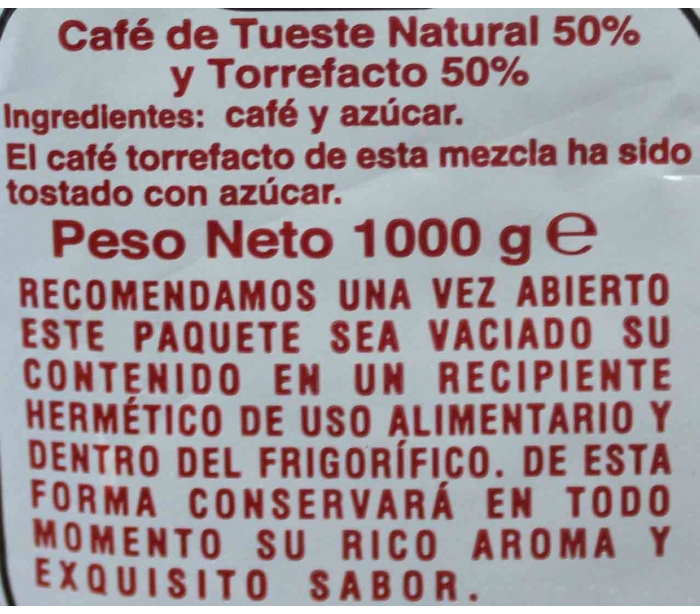 Café de Tueste Natural 50%
y Torrefacto 50%
Ingredientes: café y azúcar.
El café torrefacto de esta mezcla ha sido
tostado con azúcar.
Peso Neto 1000 g e
RECOMENDAMOS UNA VEZ ABIERTO
ESTE PAQUETE SEA VACIADO SU
CONTENIDO EN UN RECIPIENTE
HERMÉTICO DE USO ALIMENTARIO Y
DENTRO DEL FRIGORÍFICO. DE ESTA
FORMA CONSERVARÁ EN TODO
MOMENTO SU RICO AROMA Y
EXQUISITO SABOR.